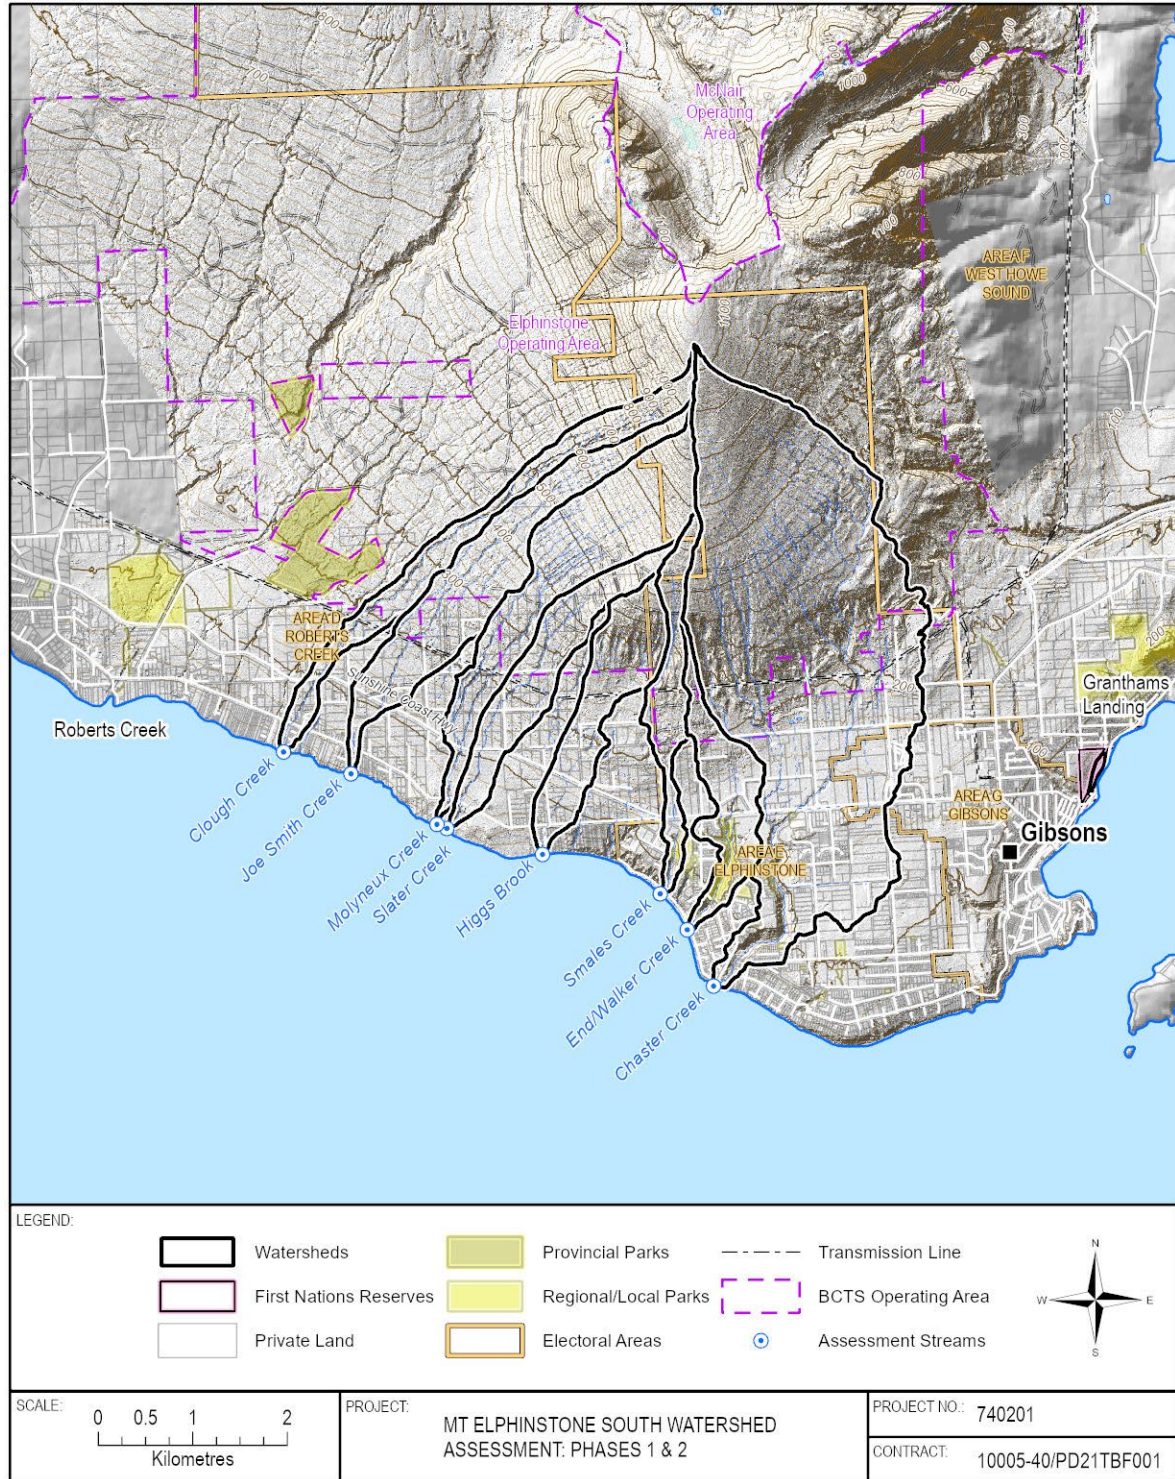 McNair
Operating
Area
AREA F
WEST HOWE
SOUND
Elphinstone
Operating Area
AREA D
ROBERTS
CREEK
Sunshine Coast Hwy
Roberts Creek
Granthams
Landing
AREA G
GIBSONS
Gibsons
AREA E
ELPHINSTONE
Clough Creek
Joe Smith Creek
Molyneux Creek
Slater Creek
Higgs Brook
Smales Creek
End/Walker Creek
Chaster Creek
LEGEND:
Watersheds
First Nations Reserves
Private Land
Provincial Parks
Regional/Local Parks
Electoral Areas
Transmission Line
BCTS Operating Area
Assessment Streams
N
W E
S
SCALE:
0 0.5 1 2
Kilometres
PROJECT:
MT ELPHINSTONE SOUTH WATERSHED
ASSESSMENT: PHASES 1 & 2
PROJECT NO.: 740201
CONTRACT: 10005-40/PD21TBF001